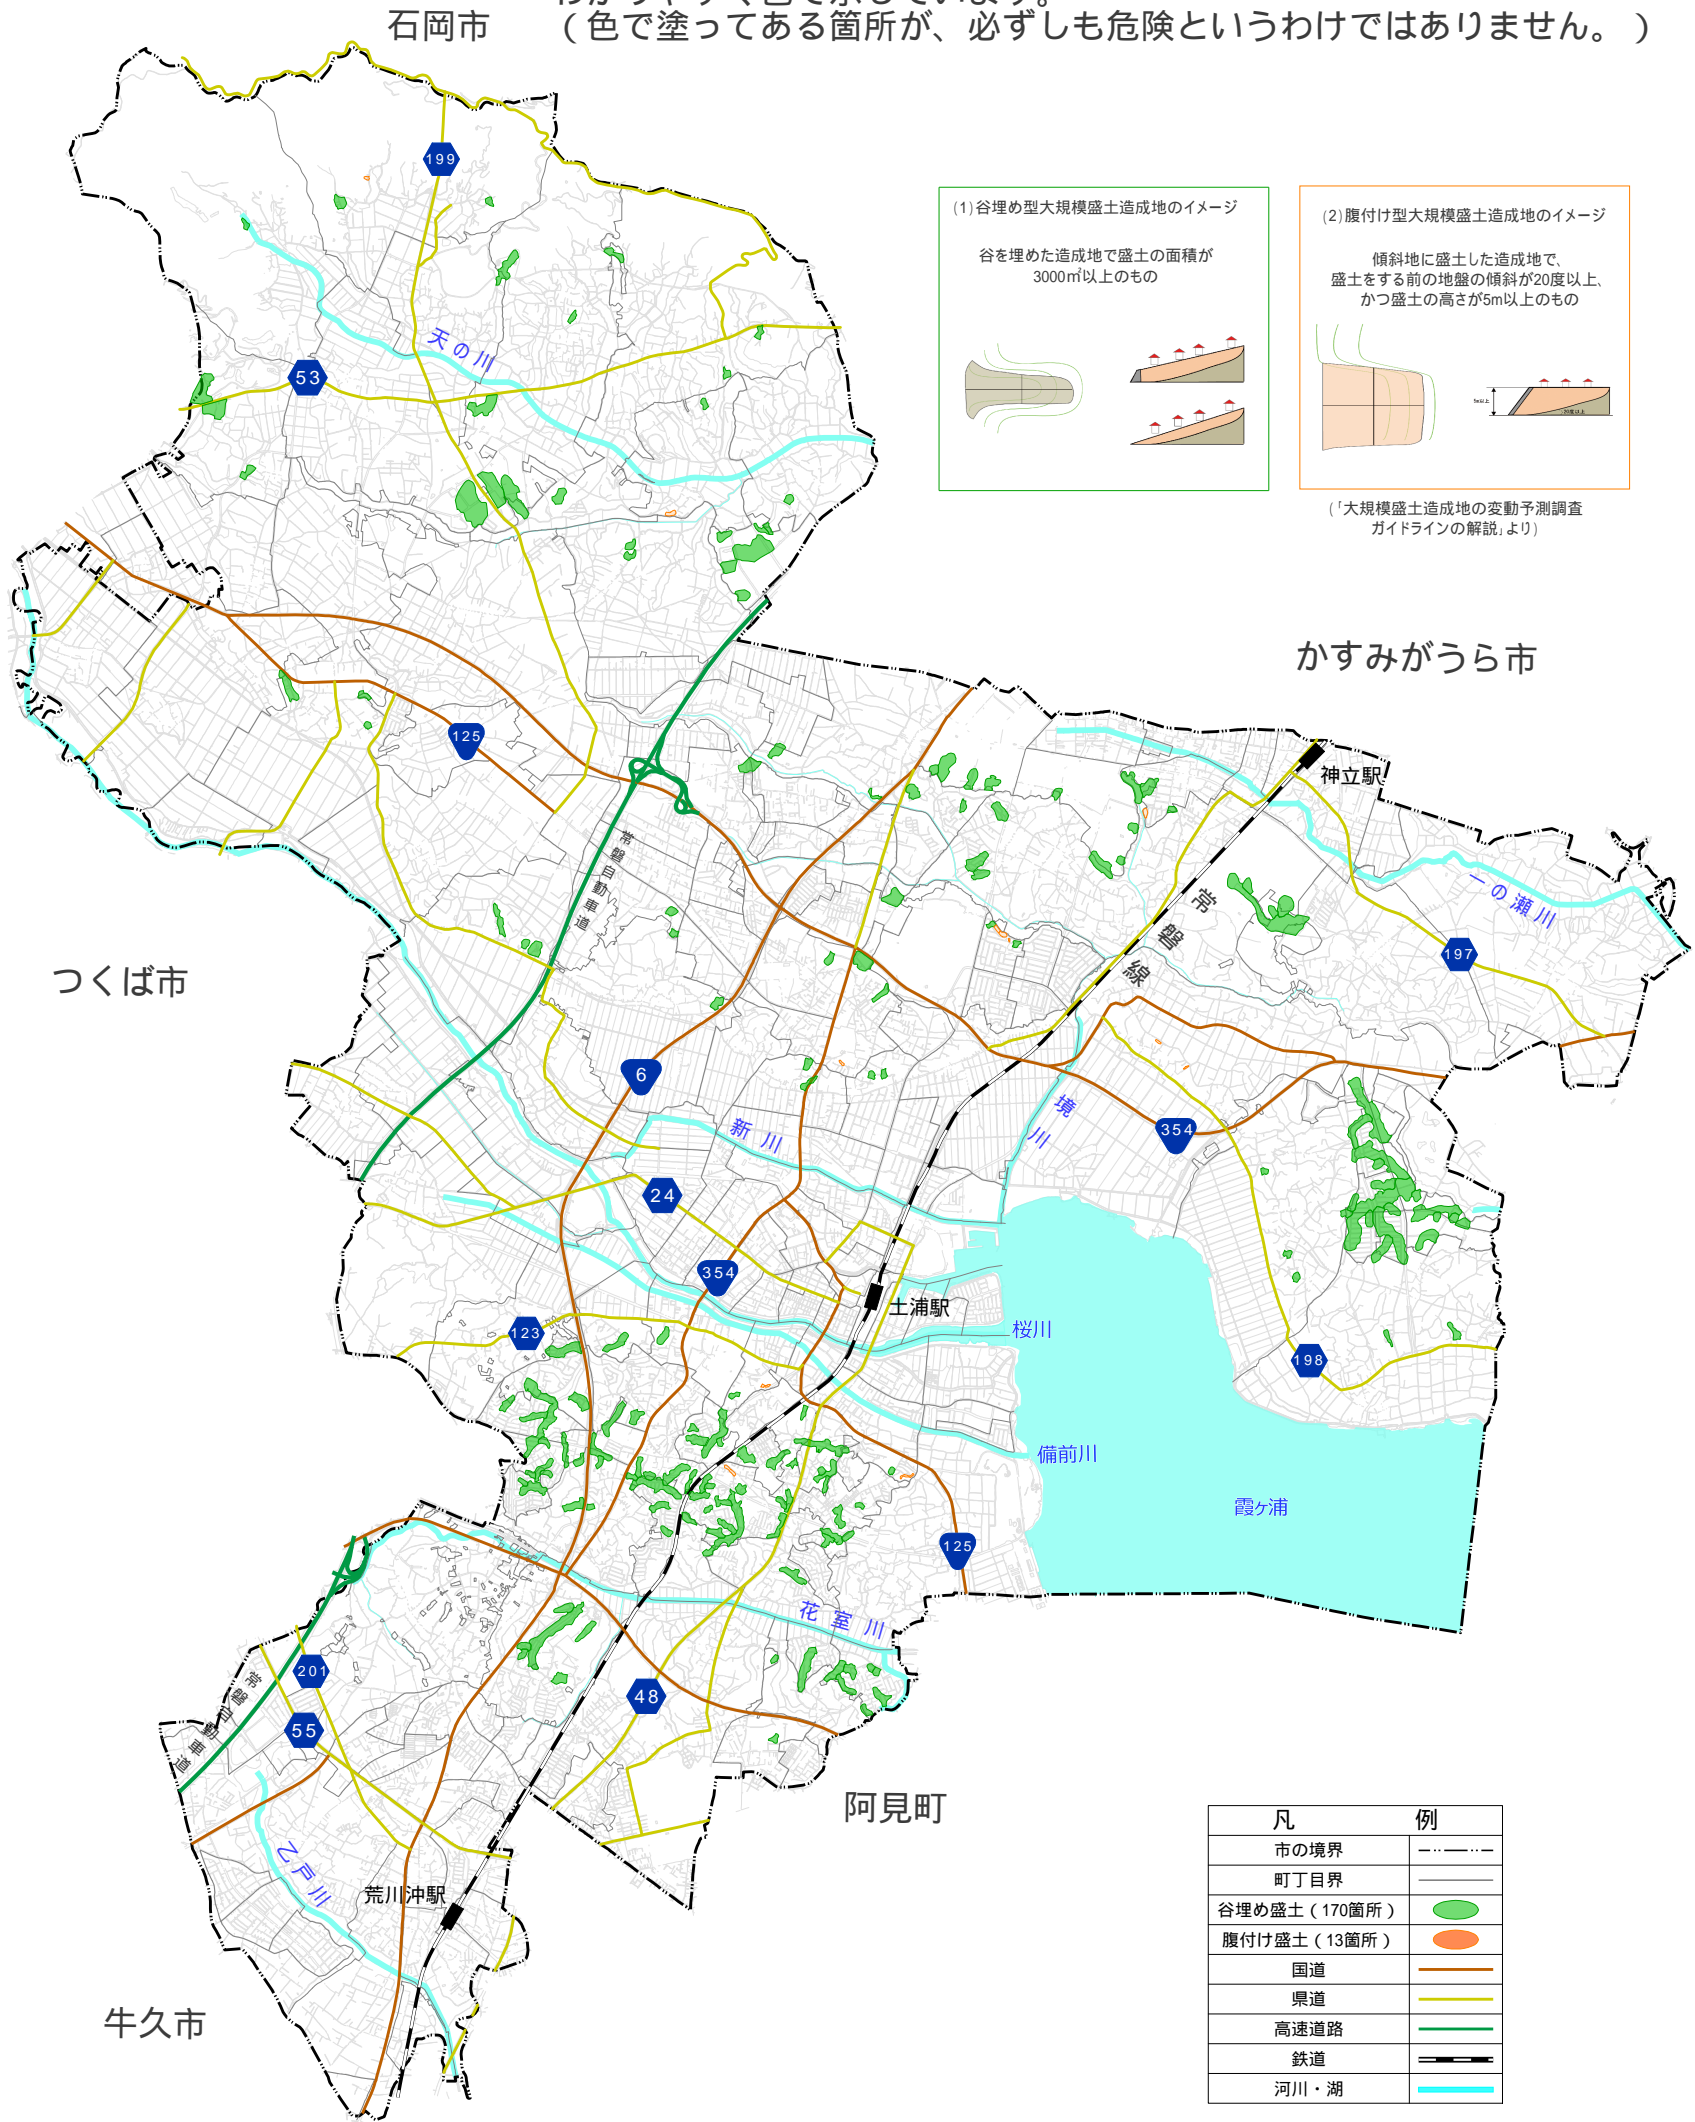 石岡市
（色で塗ってある箇所が、必ずしも危険というわけではありません。）
199
(1)谷埋め型大規模盛土造成地のイメージ
谷を埋めた造成地で盛土の面積が
3000㎡以上のもの
(2)腹付け型大規模盛土造成地のイメージ
傾斜地に盛土した造成地で、
盛土をする前の地盤の傾斜が20度以上、
かつ盛土の高さが5m以上のもの
5m以上
20度以上
(「大規模盛土造成地の変動予測調査
ガイドラインの解説」より)
天の川
53
かすみがうら市
125
神立駅
常磐自動車道
常磐線
一の瀬川
197
つくば市
6
新川
境川
354
24
354
土浦駅
桜川
123
198
備前川
霞ケ浦
125
花室川
201
常磐自動車道
48
55
阿見町
乙戸川
荒川沖駅
牛久市
凡例
市の境界
町丁目界
谷埋め盛土（170箇所）
腹付け盛土（13箇所）
国道
県道
高速道路
鉄道
河川・湖